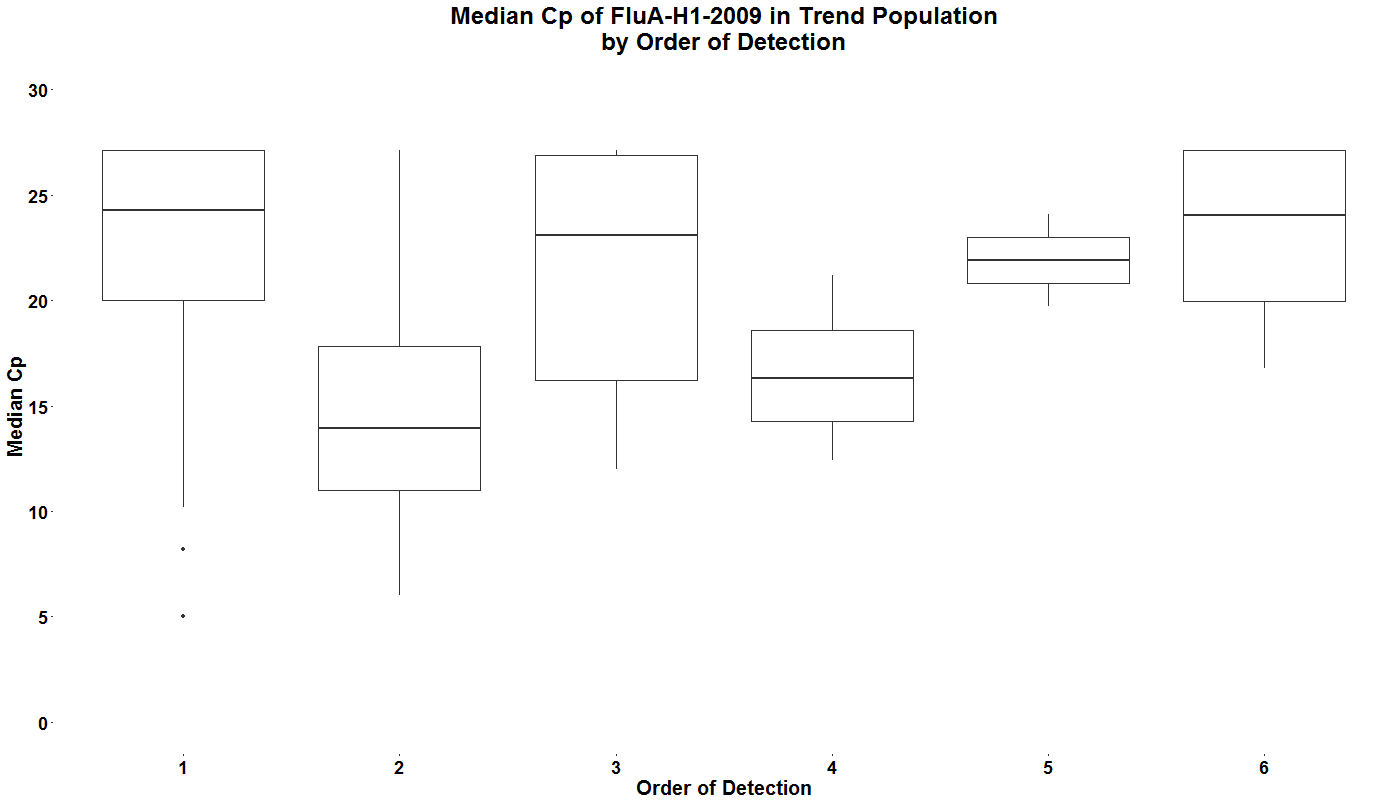 Median Cp of FluA-H1-2009 in Trend Population
by Order of Detection
30
25
20
15
10
5
0
Median Cp
1 2 3 4 5 6
Order of Detection